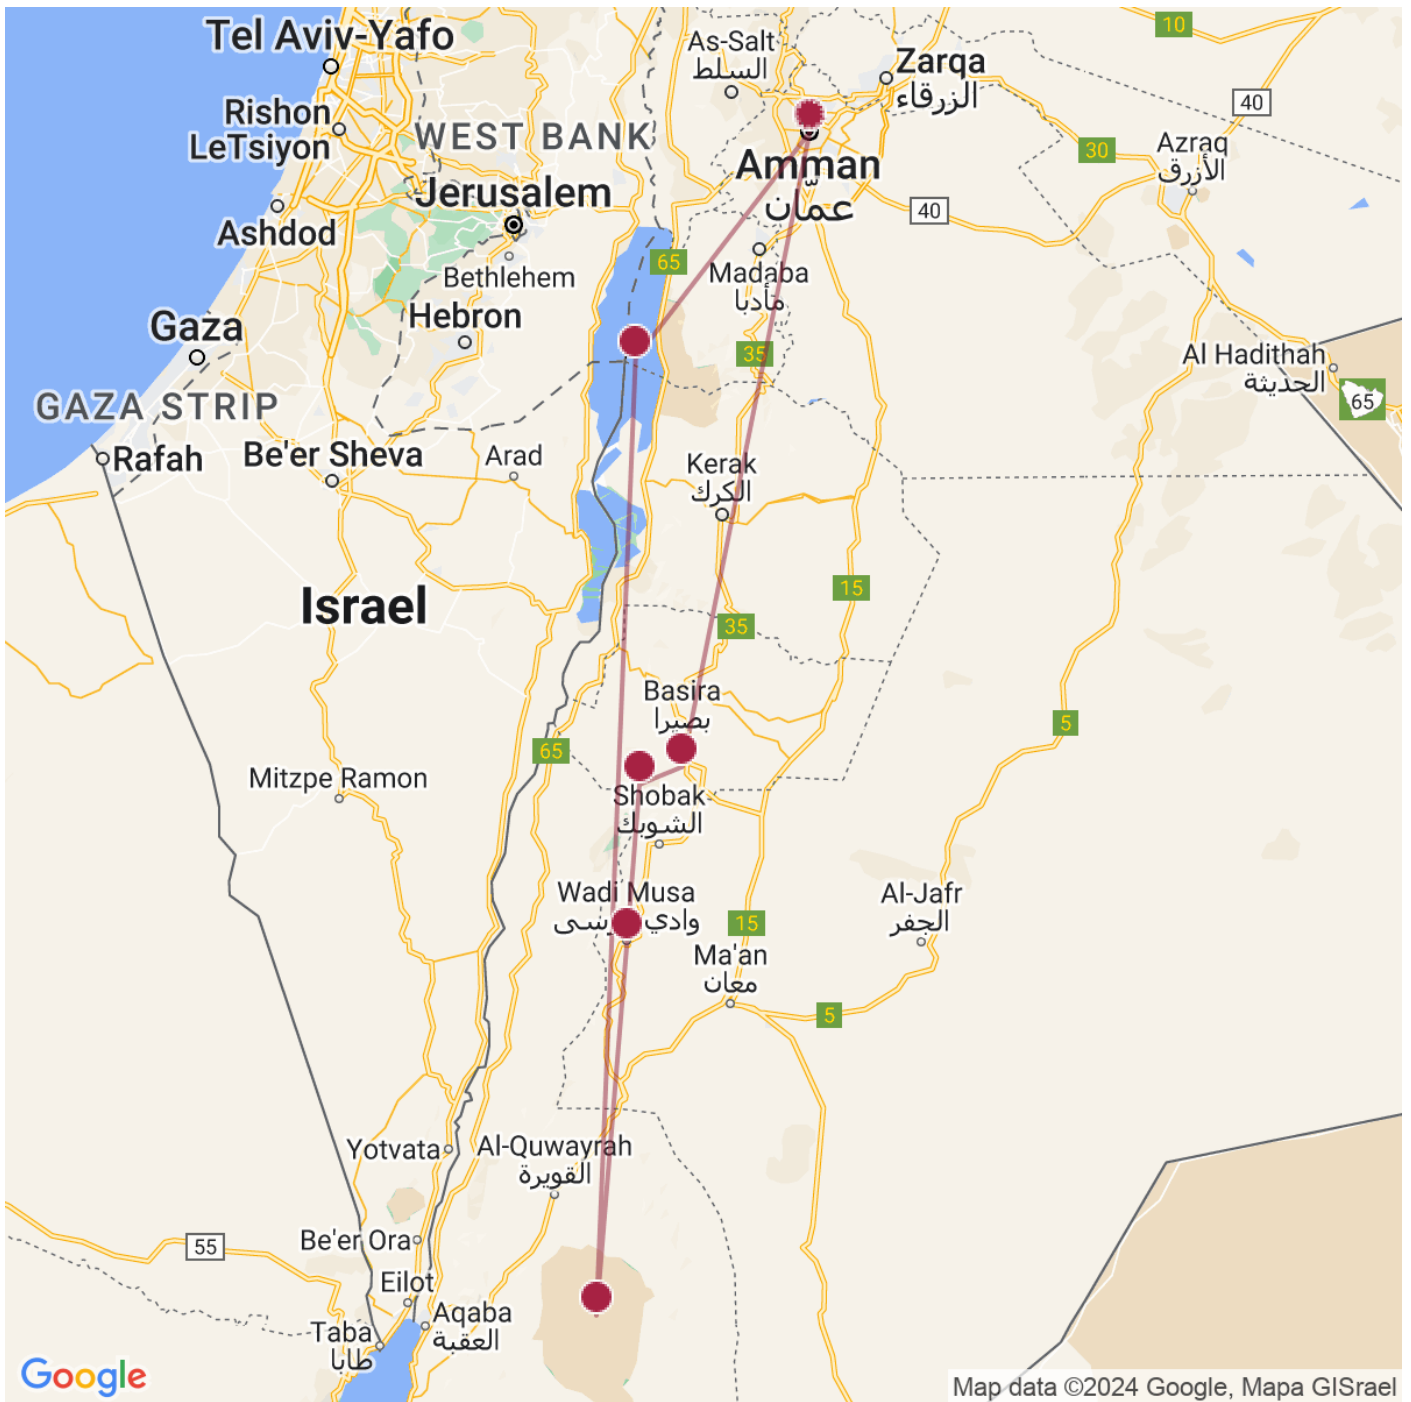 Tel Aviv-Yafo
As-Salt
السلط
Zarqa
الزرقاء
10
40
Rishon
LeTsiyon
WEST BANK
30
Azraq
الأزرق
Amman
عمّان
Jerusalem
40
Ashdod
Bethlehem
65
Madaba
مأدبا
Gaza
Hebron
35
Al Hadithah
الحديثة
65
GAZA STRIP
Rafah
Be'er Sheva
Arad
Kerak
الكرك
Israel
15
35
Basira
بصيرا
5
65
Mitzpe Ramon
Shobak
الشوبك
Wadi Musa
وادي
Al-Jafr
الجفر
15
Ma'an
معان
5
Yotvata
Al-Quwayrah
القويرة
55
Be'er Ora
Eilot
Aqaba
العقبة
Taba
طابا
Google
Map data ©2024 Google, Mapa GISrael